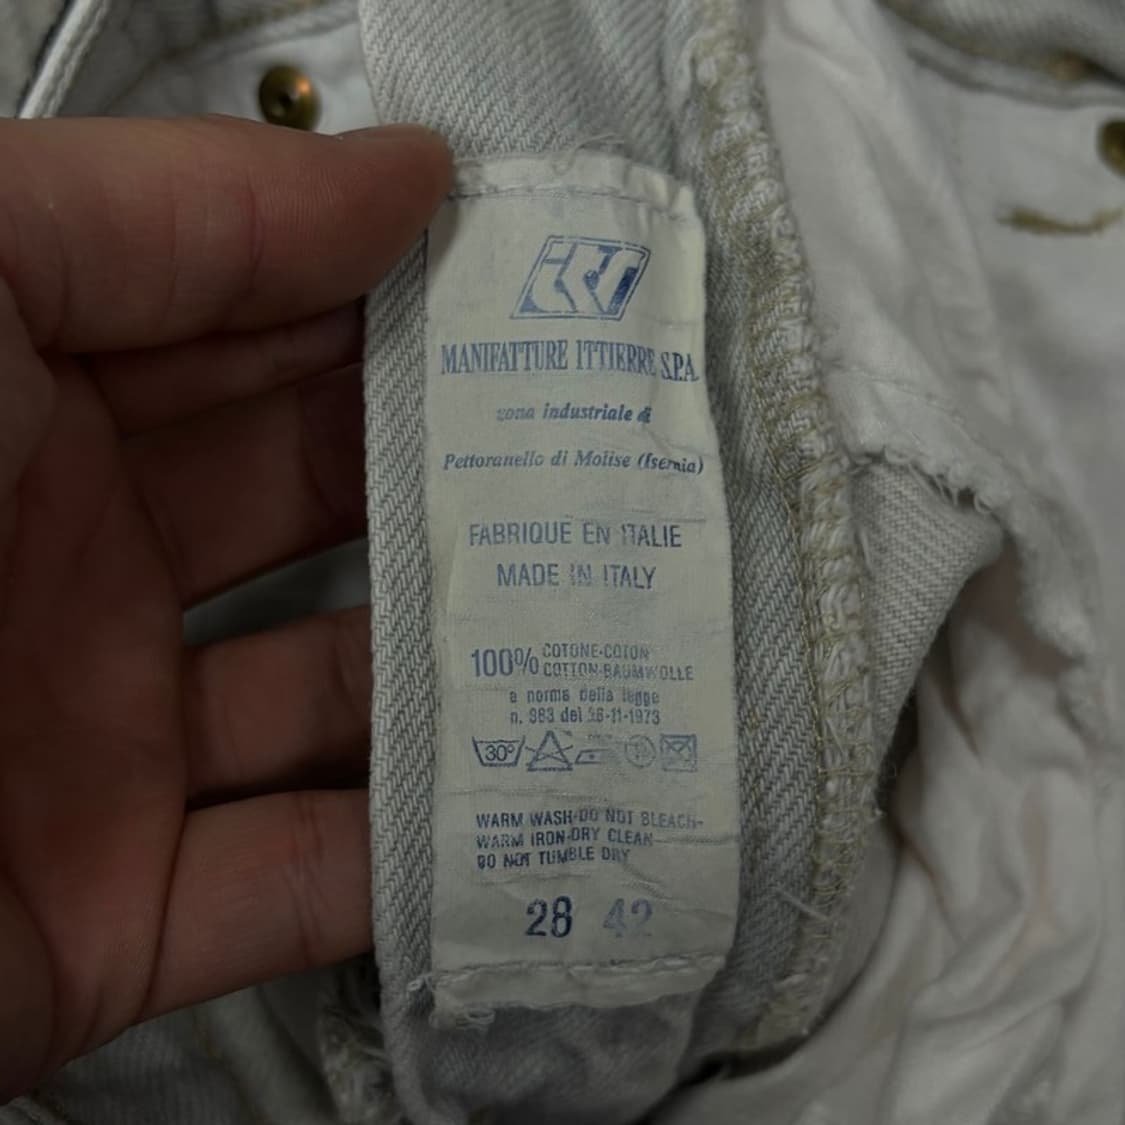 MANIFATTURE ITTIERRE S.P.A.
zona industriale di
Pettoranello di Molise (Isernia)
FABRIQUE EN ITALIE
MADE IN ITALY
100% COTONE-COTON
COTTON-BAUMWOLLE
a norma della legge
n. 883 del 26-11-1973
30°
WARM WASH-DO NOT BLEACH-
WARM IRON-DRY CLEAN-
DO NOT TUMBLE DRY
28 42